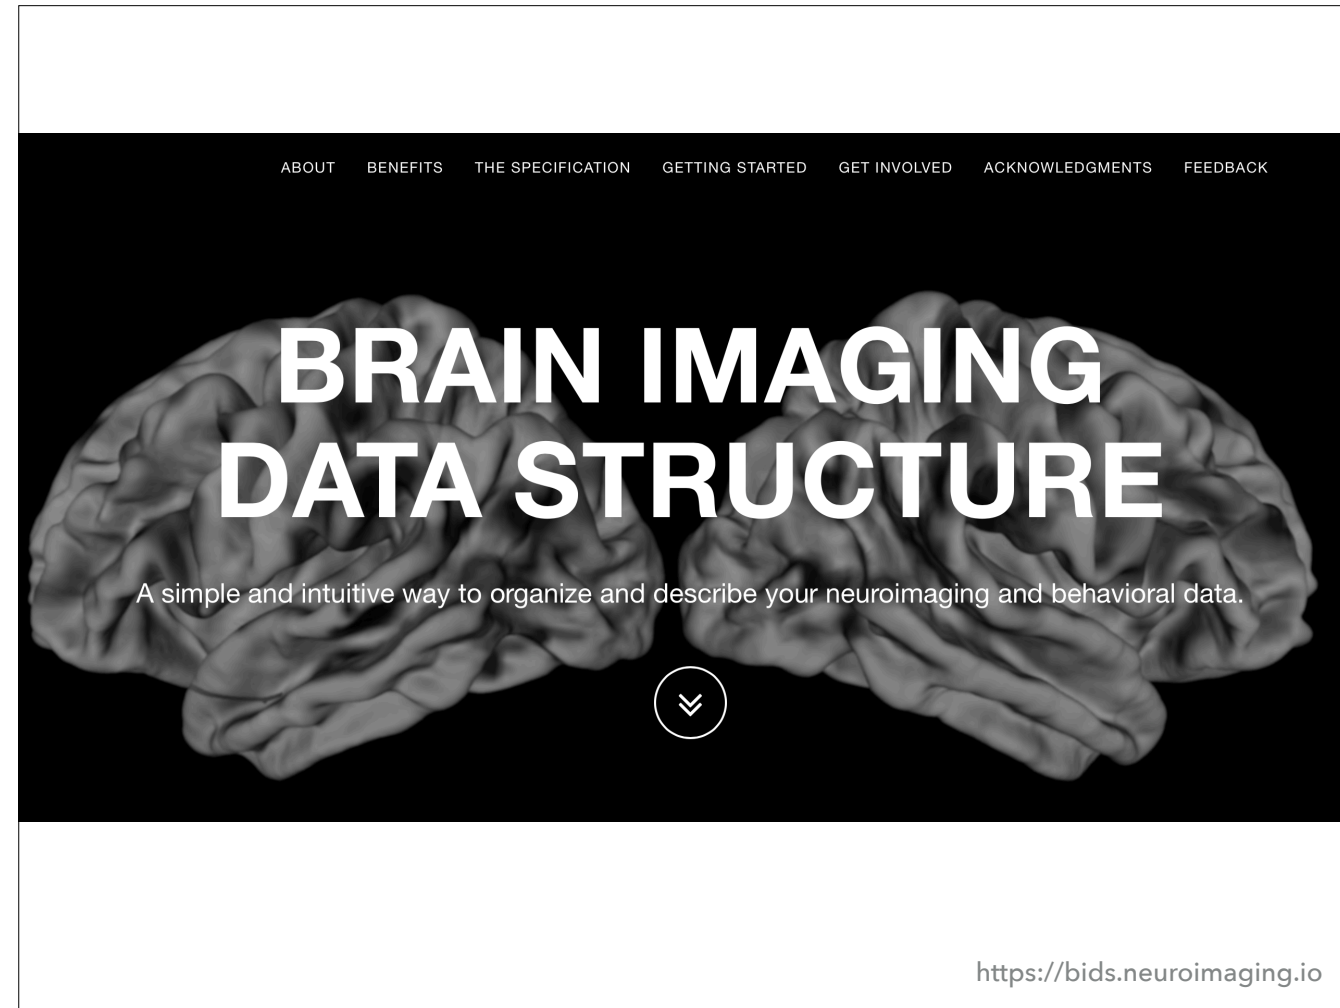 ABOUT BENEFITS THE SPECIFICATION GETTING STARTED GET INVOLVED ACKNOWLEDGMENTS FEEDBACK
BRAIN IMAGING
DATA STRUCTURE
A simple and intuitive way to organize and describe your neuroimaging and behavioral data.
https://bids.neuroimaging.io